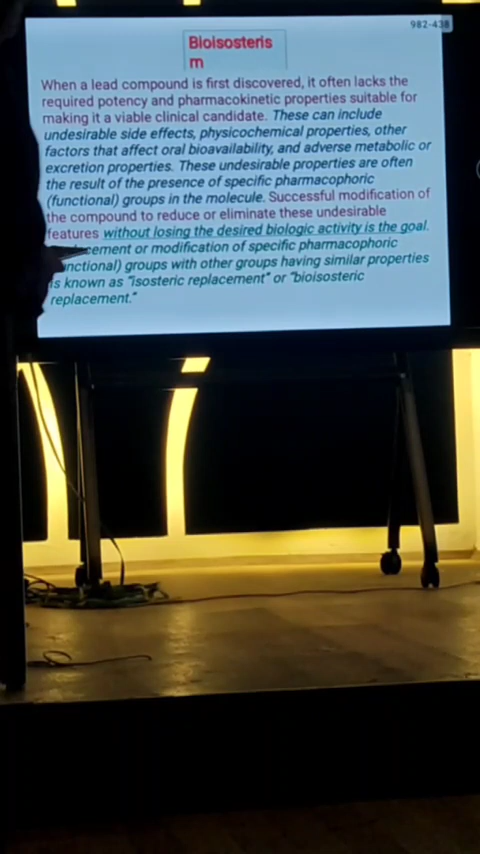 982-438
Bioisosteris
m
When a lead compound is first discovered, it often lacks the
required potency and pharmacokinetic properties suitable for
making it a viable clinical candidate. These can include
undesirable side effects, physicochemical properties, other
factors that affect oral bioavailability, and adverse metabolic or
excretion properties. These undesirable properties are often
the result of the presence of specific pharmacophoric
(functional) groups in the molecule. Successful modification of
the compound to reduce or eliminate these undesirable
features without losing the desired biologic activity is the goal.
cement or modification of specific pharmacophoric
nctional) groups with other groups having similar properties
is known as "isosteric replacement" or "bioisosteric
replacement."